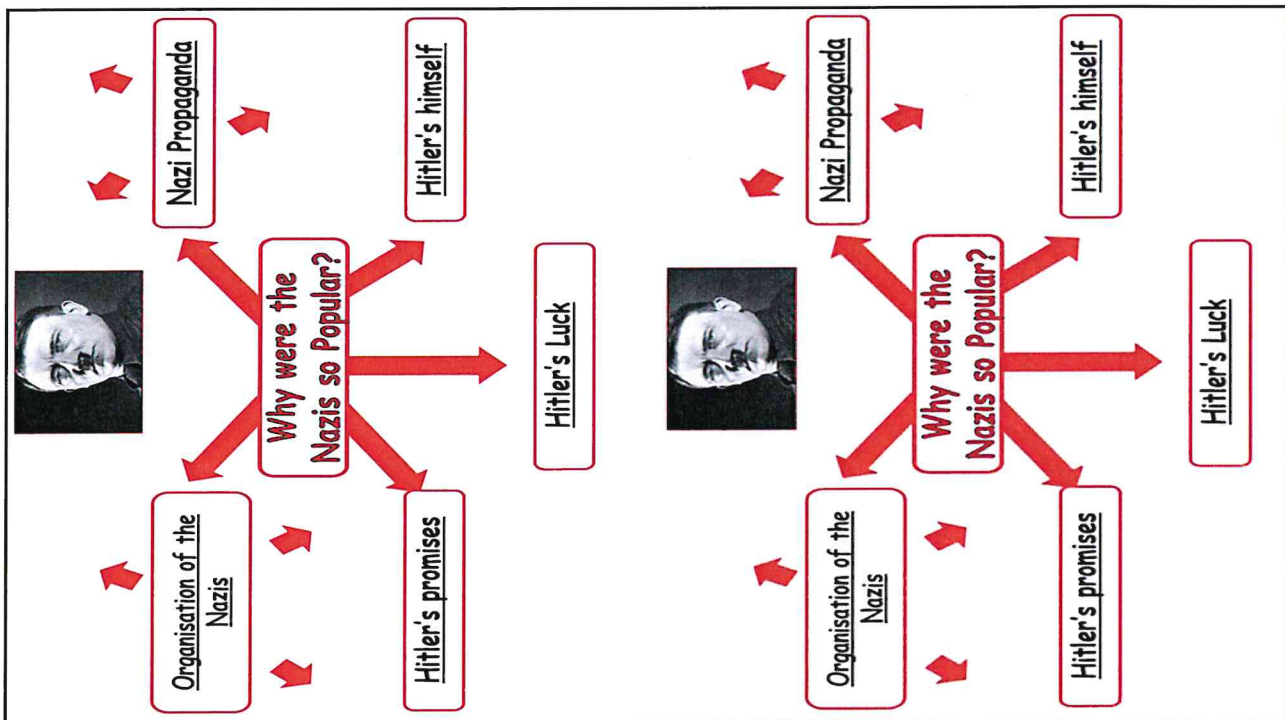 Organisation of the
Nazis
Nazi Propaganda
Why were the
Nazis so Popular?
Hitler's promises
Hitler's himself
Hitler's Luck
Organisation of the
Nazis
Nazi Propaganda
Why were the
Nazis so Popular?
Hitler's promises
Hitler's himself
Hitler's Luck